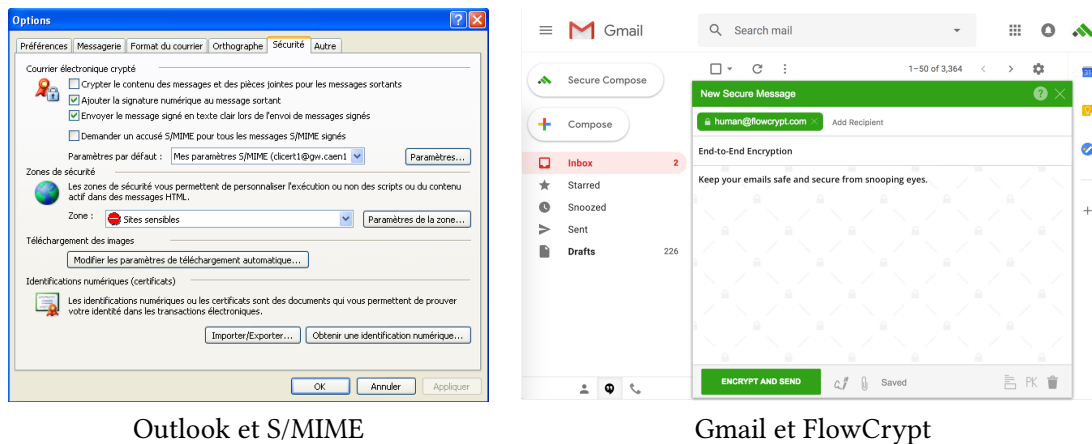 Options
Préférences Messagerie Format du courrier Orthographe Sécurité Autre
Courrier électronique crypté
Crypter le contenu des messages et des pièces jointes pour les messages sortants
Ajouter la signature numérique au message sortant
Envoyer le message signé en texte clair lors de l'envoi de messages signés
Demander un accusé S/MIME pour tous les messages S/MIME signés
Paramètres par défaut : Mes paramètres S/MIME (clicert1@gw.caen1 Paramètres...
Zones de sécurité
Les zones de sécurité vous permettent de personnaliser l'exécution ou non des scripts ou du contenu
actif dans des messages HTML.
Zone : Sites sensibles Paramètres de la zone...
Téléchargement des images
Modifier les paramètres de téléchargement automatique...
Identifications numériques (certificats)
Les identifications numériques ou les certificats sont des documents qui vous permettent de prouver
votre identité dans les transactions électroniques.
Importer/Exporter... Obtenir une identification numérique...
OK Annuler Appliquer
Outlook et S/MIME
Gmail
Search mail
Secure Compose
Compose
Inbox 2
Starred
Snoozed
Sent
Drafts 226
1–50 of 3,364
31
New Secure Message
human@flowcrypt.com Add Recipient
End-to-End Encryption
Keep your emails safe and secure from snooping eyes.
ENCRYPT AND SEND Saved PK
Gmail et FlowCrypt